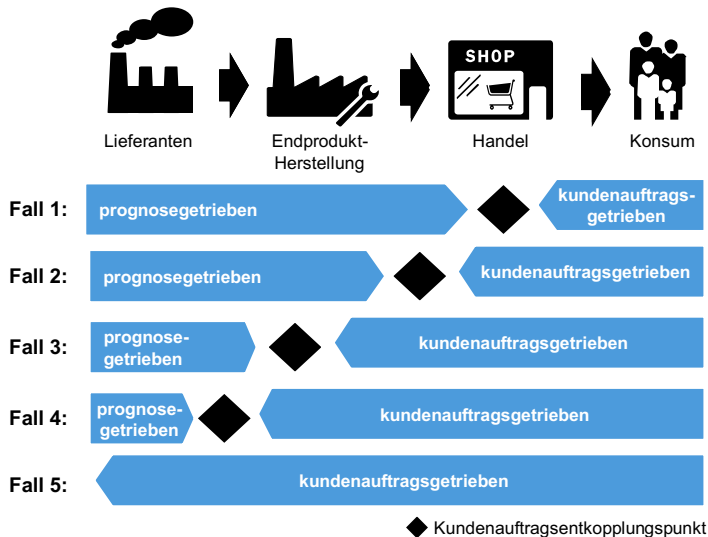 SHOP
Lieferanten
Endprodukt-
Herstellung
Handel
Konsum
Fall 1:
prognosegetrieben
kundenauftrags-
getrieben
Fall 2:
prognosegetrieben
kundenauftragsgetrieben
Fall 3:
prognose-
getrieben
kundenauftragsgetrieben
Fall 4:
prognose-
getrieben
kundenauftragsgetrieben
Fall 5:
kundenauftragsgetrieben
Kundenauftragsentkopplungspunkt